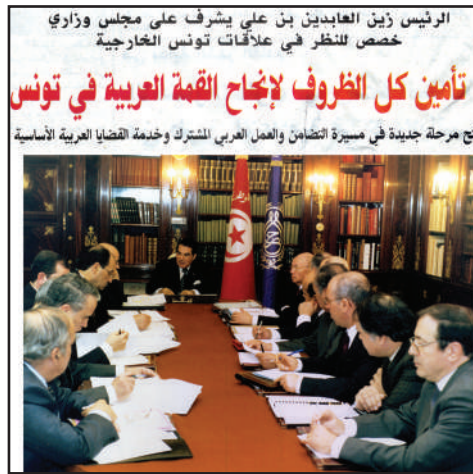 الرئيس زين العابدين بن علي يشرف على مجلس وزاري
خصص للنظر في علاقات تونس الخارجية
تأمين كل الظروف لإنجاح القمة العربية في تونس
مرحلة جديدة في مسيرة التضامن والعمل العربي المشترك وخدمة القضايا العربية الأساسية